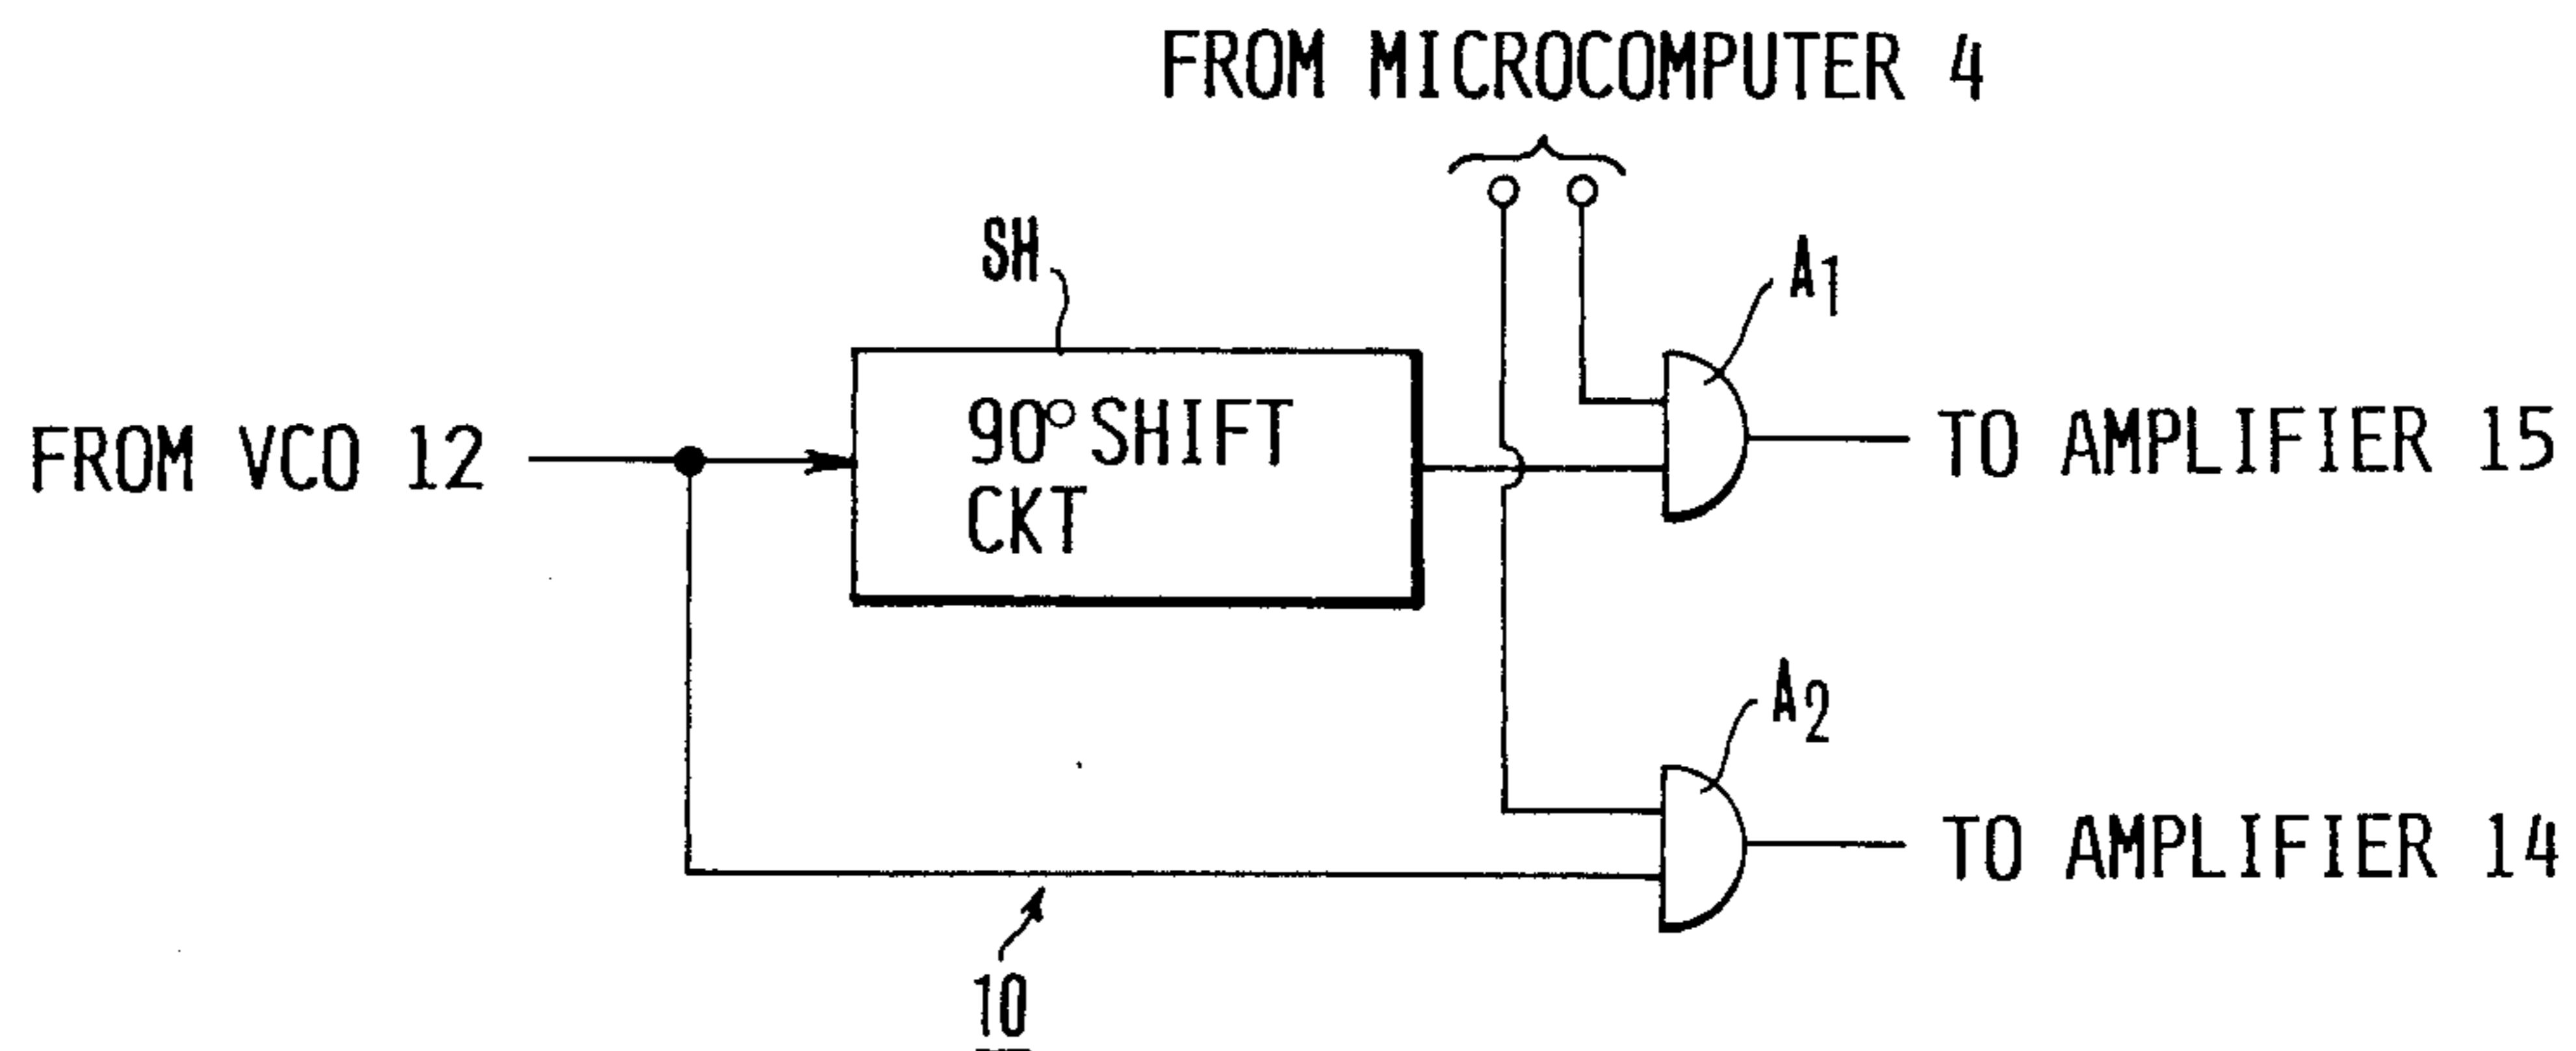 FROM MICROCOMPUTER 4
SH
A1
FROM VCO 12
90° SHIFT
CKT
TO AMPLIFIER 15
A2
TO AMPLIFIER 14
10